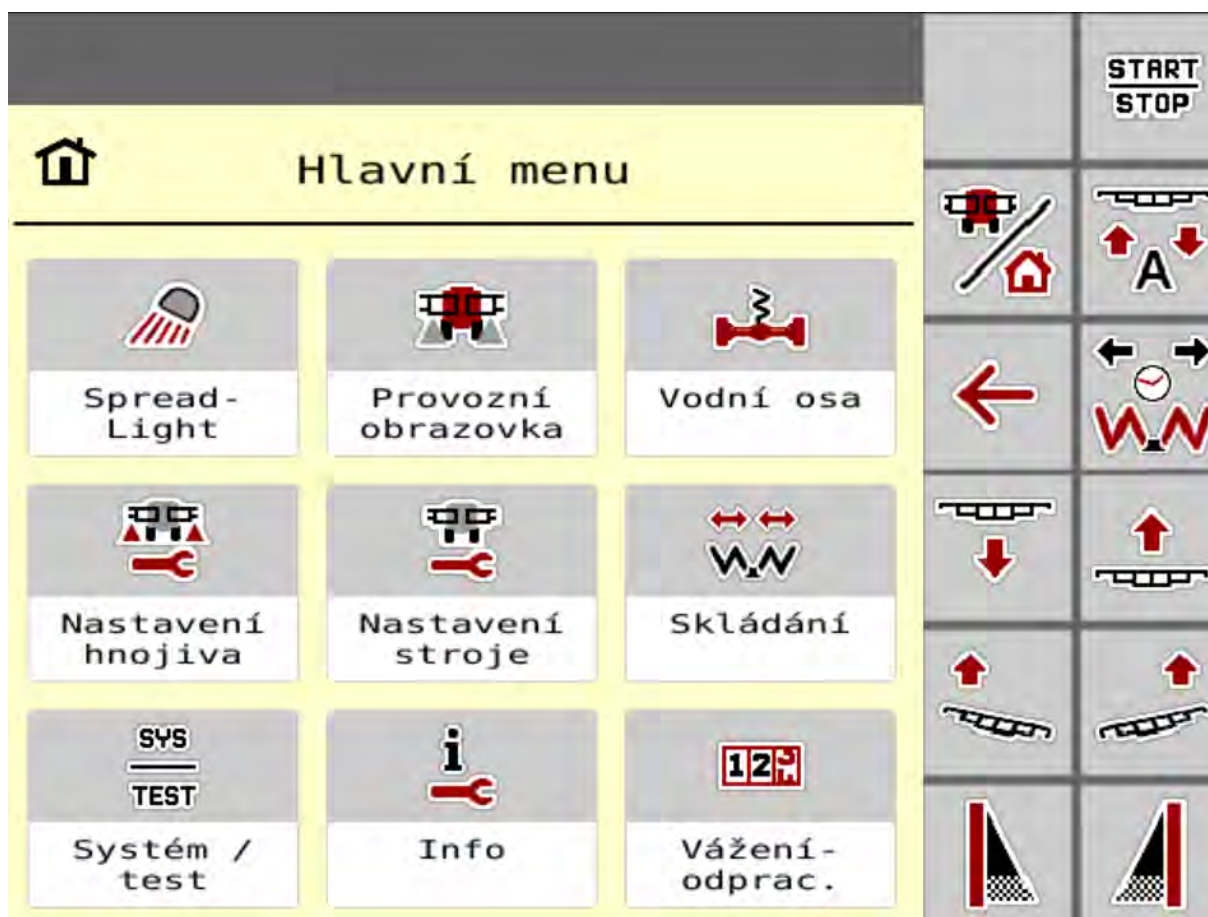 START
STOP
Hlavní menu
A
Spread-
Light
Provozní
obrazovka
Vodní osa
Nastavení
hnojiva
Nastavení
stroje
Skládání
SYS
TEST
Systém /
test
i
Info
12
Vážení-
odprac.